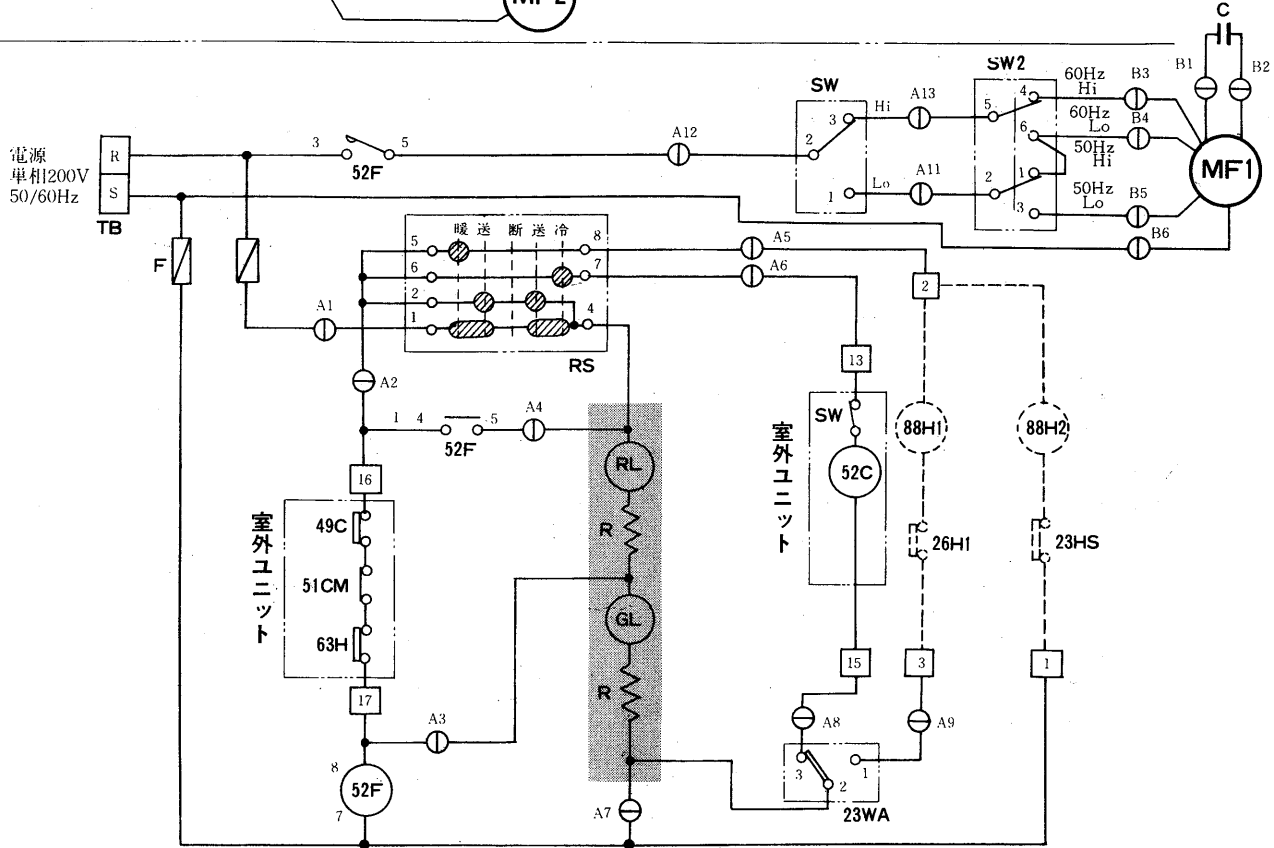 MF2
C
B1
B2
SW2
SW
60Hz
Hi
B3
A13
Hi
3
4
5
60Hz
Lo
B4
6
A12
3
5
2
52F
50Hz
Hi
MF1
電源
単相200V
50/60Hz
R
S
TB
1
Lo
A11
2
1
50Hz
Lo
3
B5
B6
暖 送 断 送 冷
5
8
A5
6
7
A6
F
2
A1
1
4
2
RS
13
A2
1
4
5
A4
52F
SW
88H1
88H2
室外ユニット
RL
52C
16
49C
R
26H1
23HS
室外ユニット
51CM
GL
63H
15
3
1
R
17
A3
A8
A9
8
3
1
2
52F
7
A7
23WA